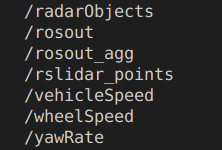 /radarObjects
/rosout
/rosout_agg
/rslidar_points
/vehicleSpeed
/wheelSpeed
/yawRate